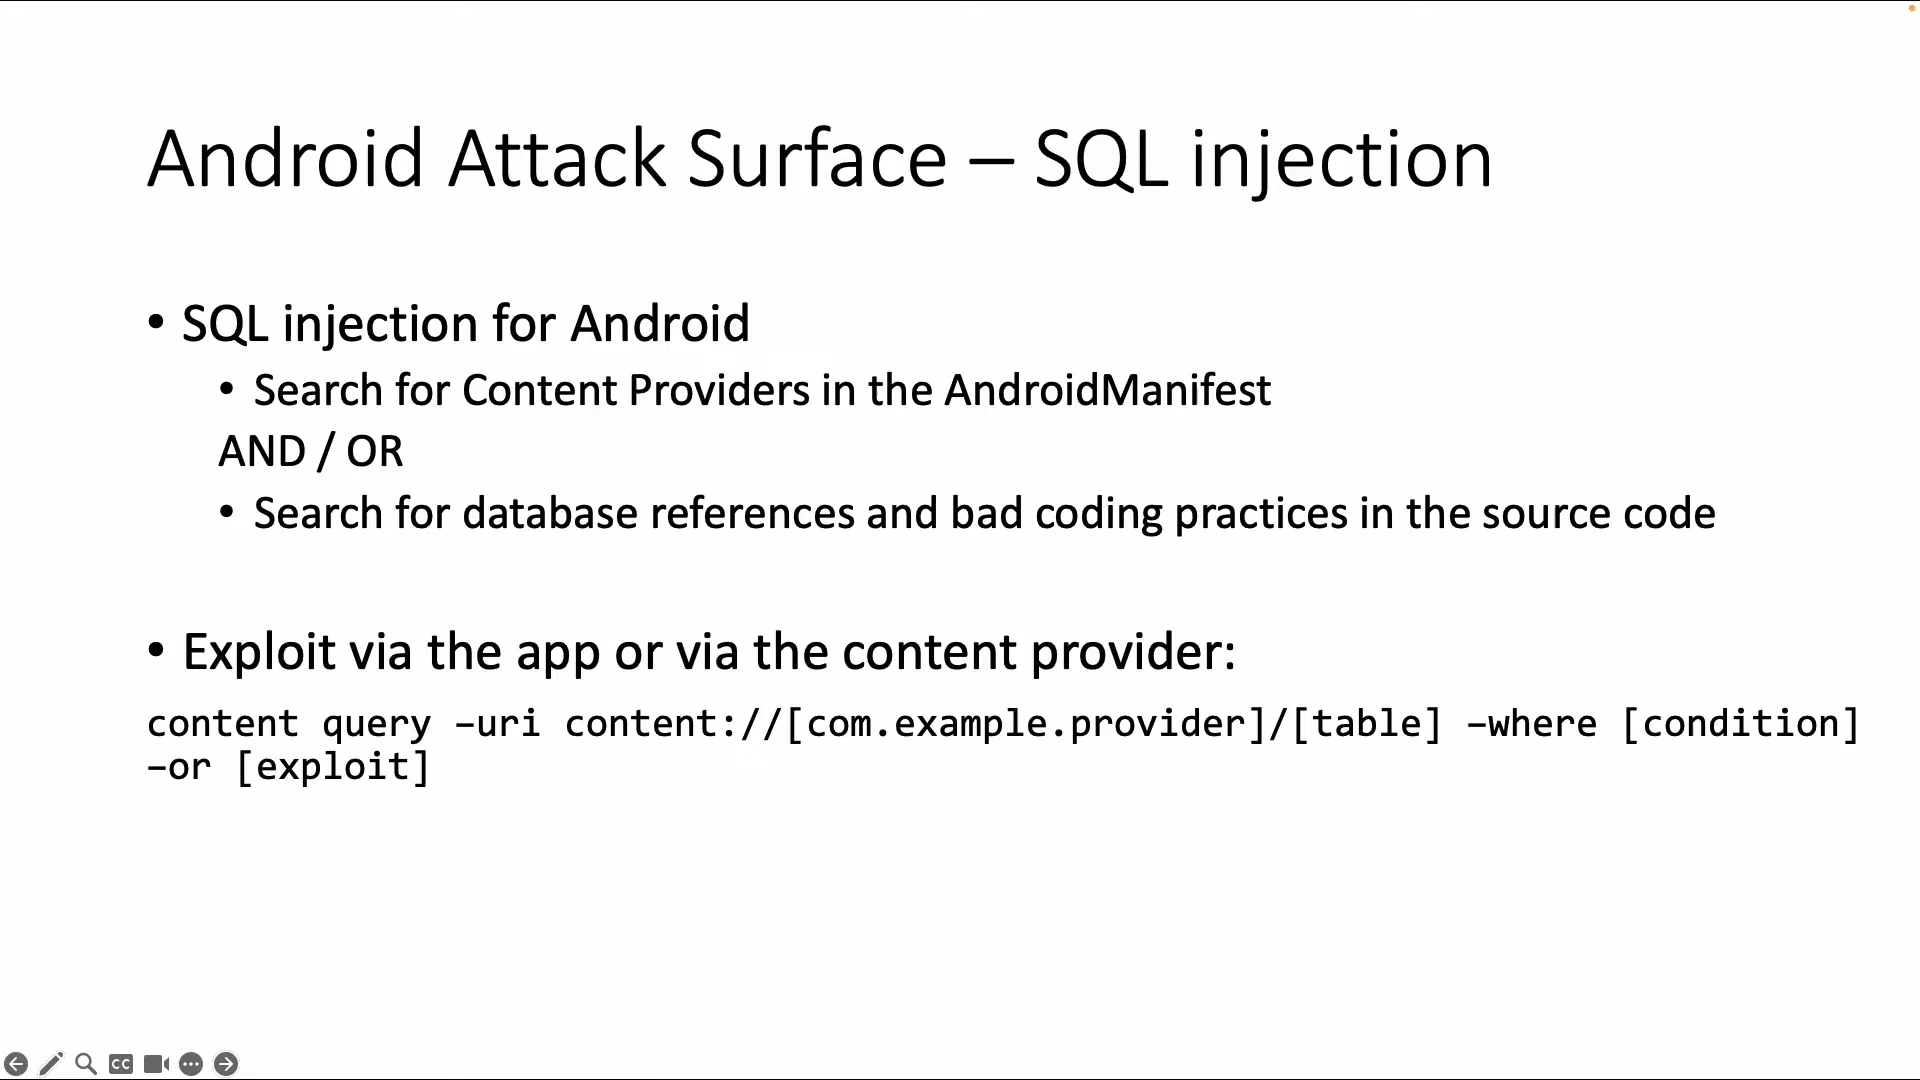 Android Attack Surface – SQL injection
• SQL injection for Android
• Search for Content Providers in the AndroidManifest
AND / OR
• Search for database references and bad coding practices in the source code
• Exploit via the app or via the content provider:
content query –uri content://[com.example.provider]/[table] –where [condition]
–or [exploit]
CC